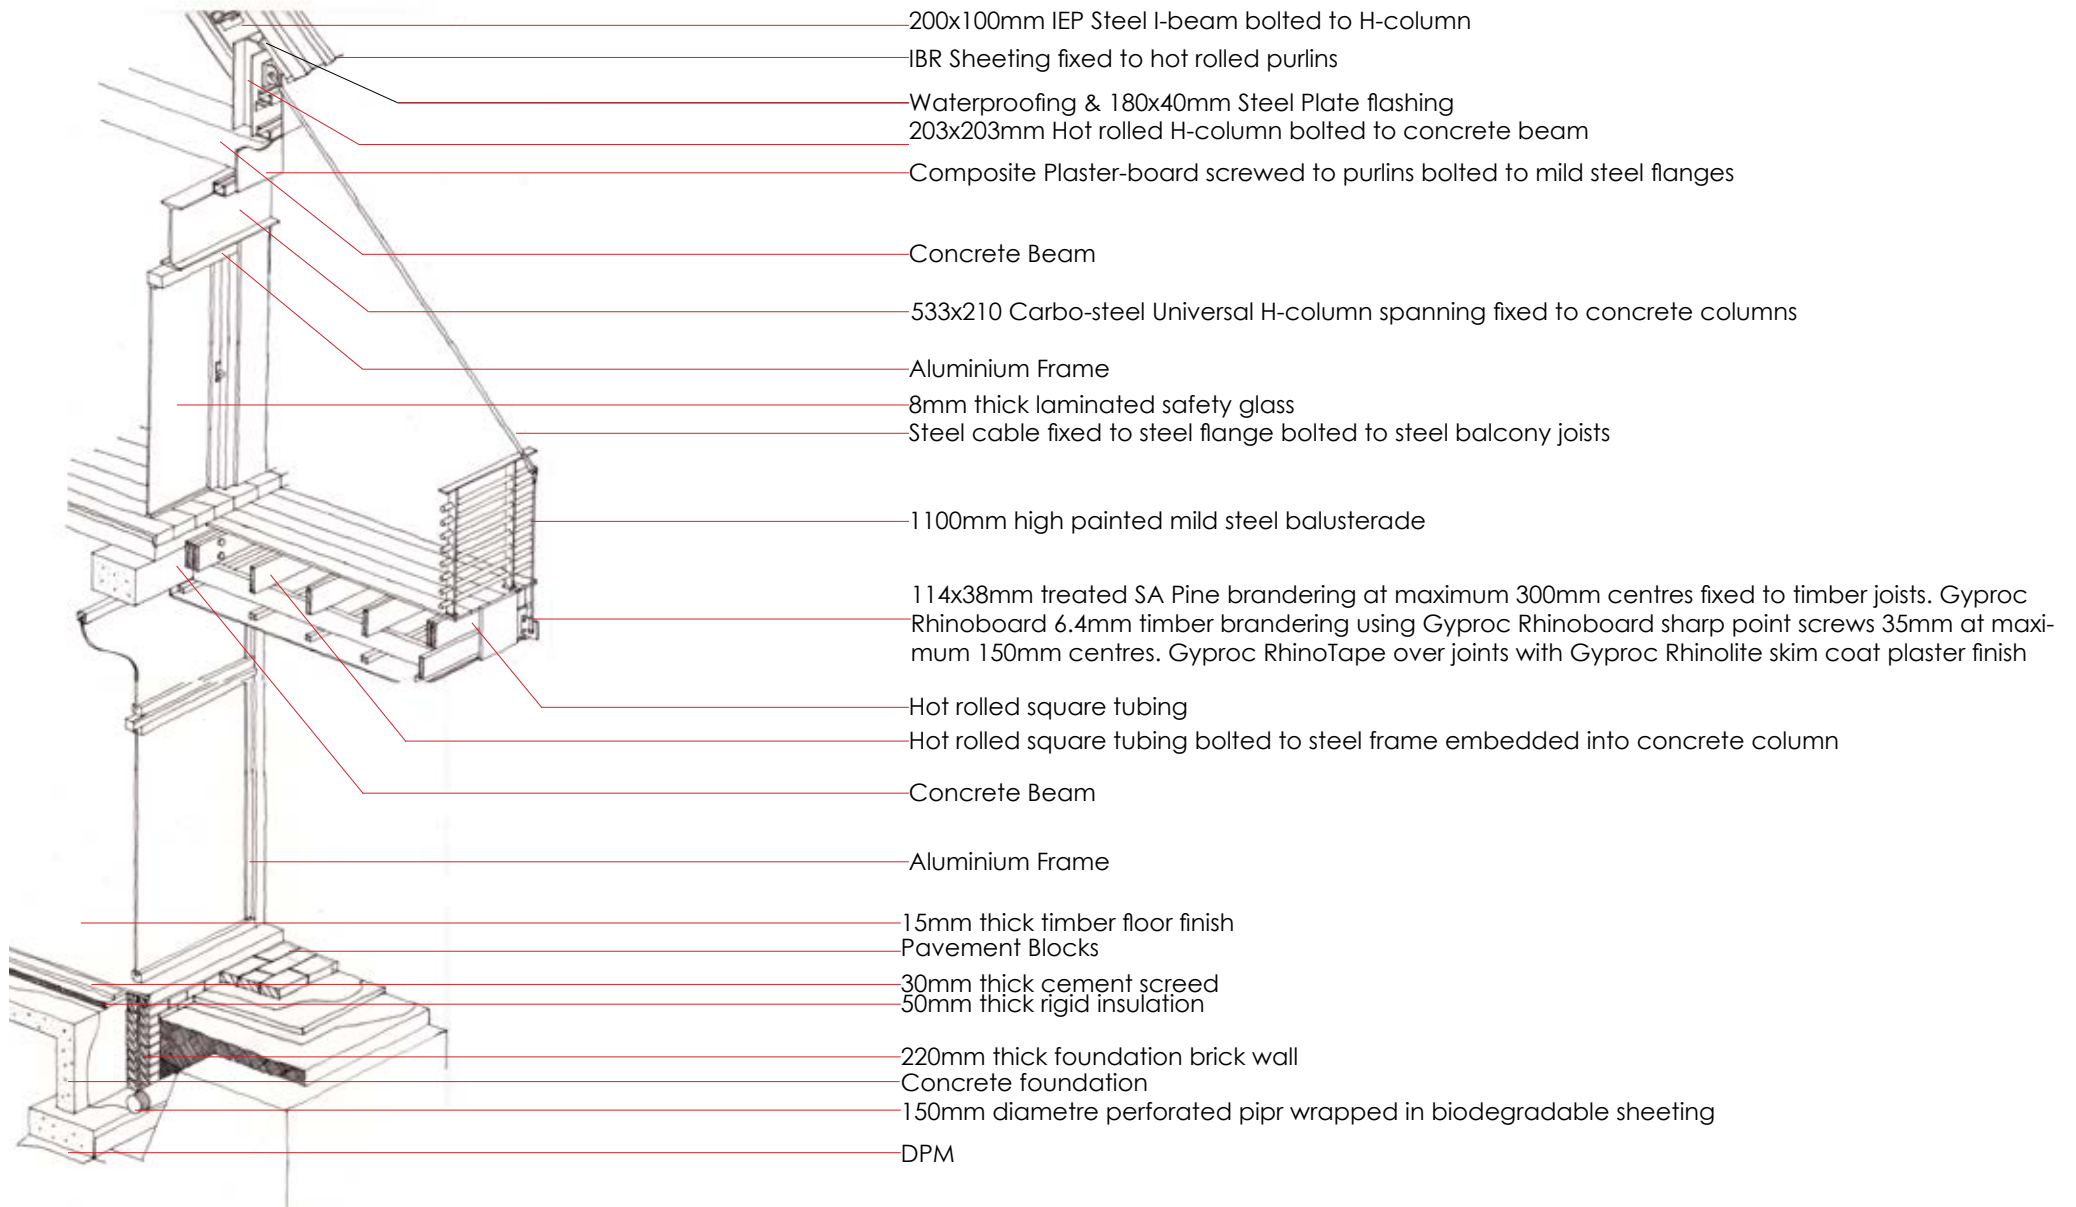 200x100mm IEP Steel I-beam bolted to H-column
IBR Sheeting fixed to hot rolled purlins
Waterproofing & 180x40mm Steel Plate flashing
203x203mm Hot rolled H-column bolted to concrete beam
Composite Plaster-board screwed to purlins bolted to mild steel flanges
Concrete Beam
533x210 Carbo-steel Universal H-column spanning fixed to concrete columns
Aluminium Frame
8mm thick laminated safety glass
Steel cable fixed to steel flange bolted to steel balcony joists
1100mm high painted mild steel balusterade
114x38mm treated SA Pine brandering at maximum 300mm centres fixed to timber joists. Gyproc
Rhinoboard 6.4mm timber brandering using Gyproc Rhinoboard sharp point screws 35mm at maxi-
mum 150mm centres. Gyproc RhinoTape over joints with Gyproc Rhinolite skim coat plaster finish
Hot rolled square tubing
Hot rolled square tubing bolted to steel frame embedded into concrete column
Concrete Beam
Aluminium Frame
15mm thick timber floor finish
Pavement Blocks
30mm thick cement screed
50mm thick rigid insulation
220mm thick foundation brick wall
Concrete foundation
150mm diametre perforated pipr wrapped in biodegradable sheeting
DPM